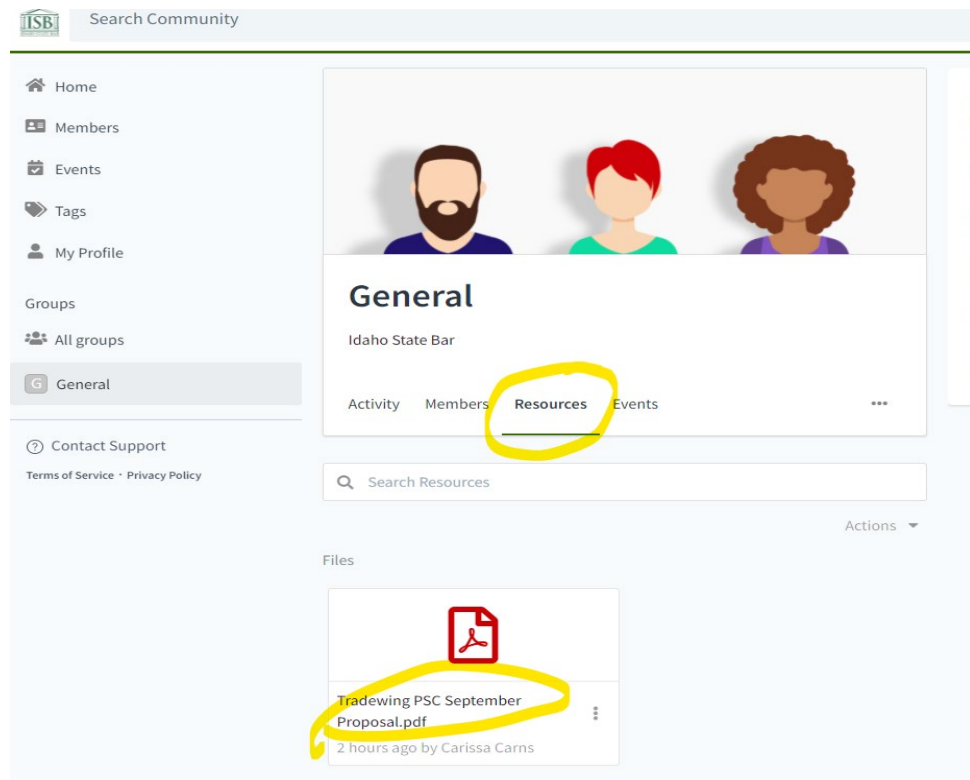 ISB
Search Community
Home
Members
Events
Tags
My Profile
Groups
All groups
G General
Contact Support
Terms of Service · Privacy Policy
General
Idaho State Bar
Activity Members Resources Events
Search Resources
Actions
Files
Tradewing PSC September
Proposal.pdf
2 hours ago by Carissa Carns